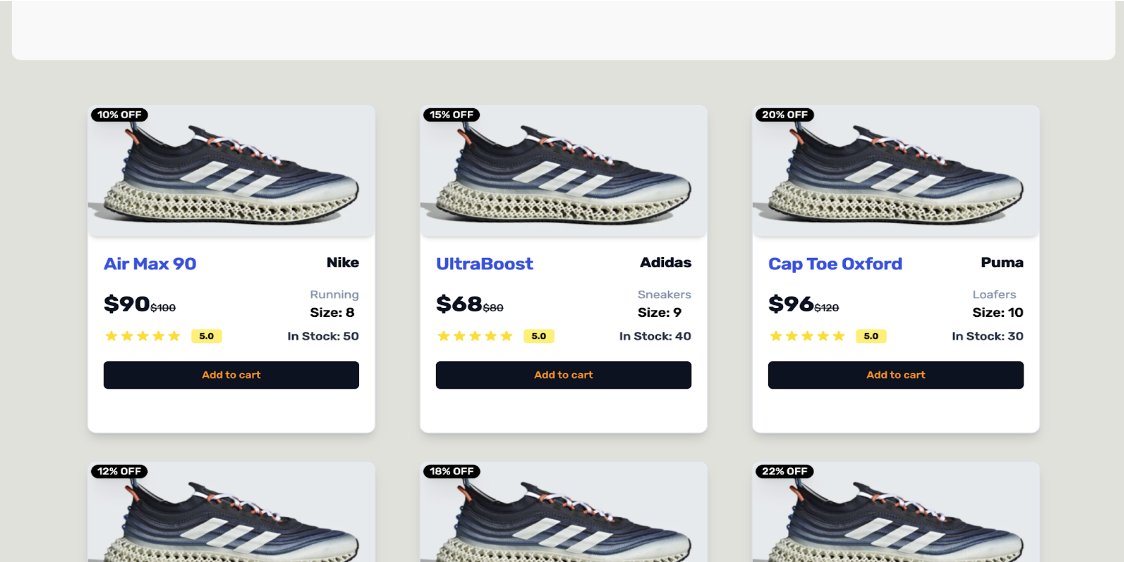 10% OFF
Air Max 90 Nike
$90 $100 Running
Size: 8
5.0 In Stock: 50
Add to cart
15% OFF
UltraBoost Adidas
$68 $80 Sneakers
Size: 9
5.0 In Stock: 40
Add to cart
20% OFF
Cap Toe Oxford Puma
$96 $120 Loafers
Size: 10
5.0 In Stock: 30
Add to cart
12% OFF
18% OFF
22% OFF